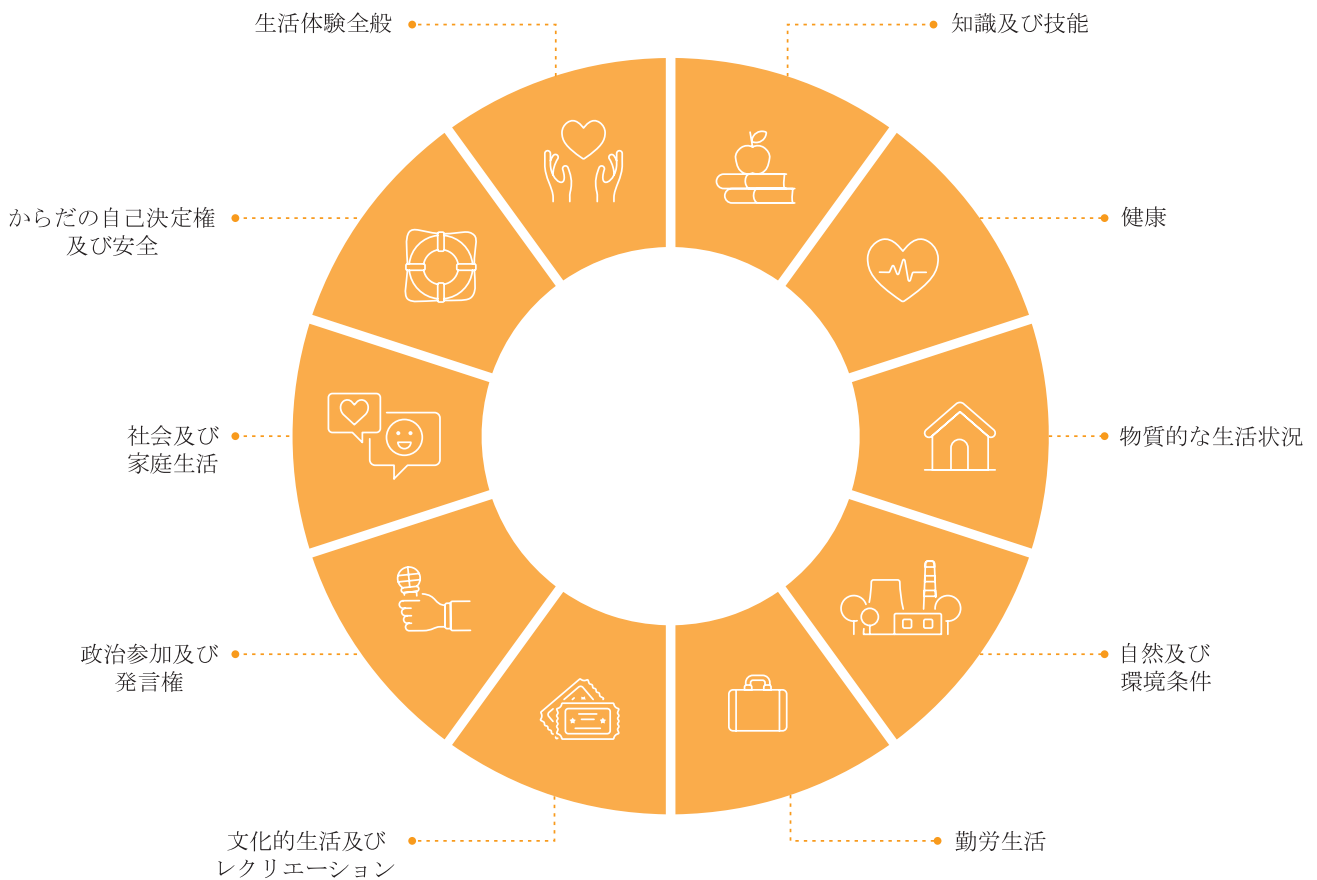 生活体験全般
知識及び技能
からだの自己決定権
及び安全
健康
社会及び
家庭生活
物質的な生活状況
政治参加及び
発言権
自然及び
環境条件
文化的生活及び
レクリエーション
勤労生活